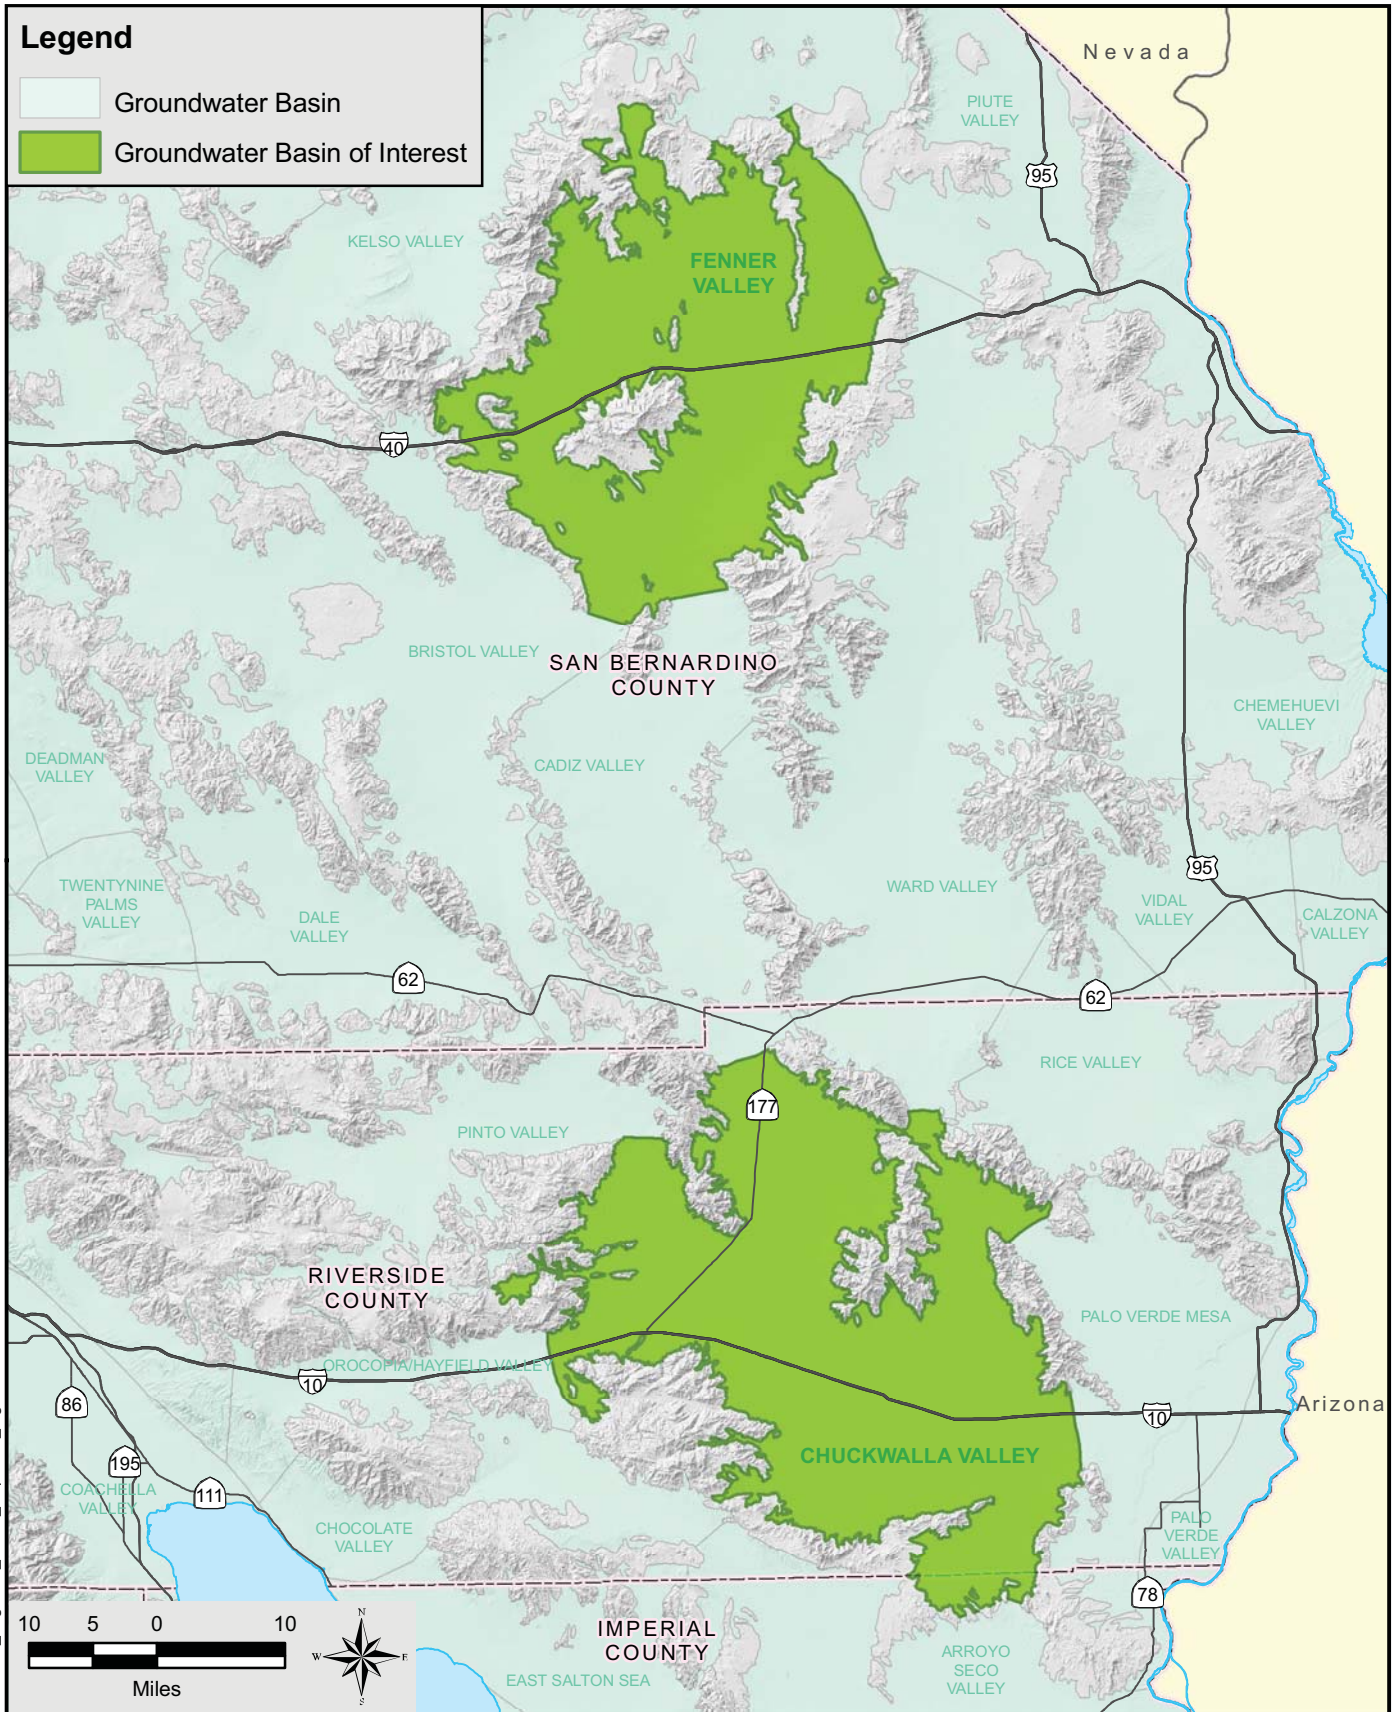 Legend
Groundwater Basin
Groundwater Basin of Interest
Nevada
PIUTE
VALLEY
95
KELSO VALLEY
FENNER
VALLEY
40
BRISTOL VALLEY
SAN BERNARDINO
COUNTY
CHEMEHUEVI
VALLEY
DEADMAN
VALLEY
CADIZ VALLEY
95
TWENTYNINE
PALMS
VALLEY
DALE
VALLEY
WARD VALLEY
VIDAL
VALLEY
CALZONA
VALLEY
62
62
RICE VALLEY
177
PINTO VALLEY
RIVERSIDE
COUNTY
PALO VERDE MESA
OROCOPIA/HAYFIELD VALLEY
10
86
10
Arizona
CHUCKWALLA VALLEY
195
COACHELLA
VALLEY
111
CHOCOLATE
VALLEY
PALO
VERDE
VALLEY
78
10 5 0 10
Miles
N
W E
S
IMPERIAL
COUNTY
EAST SALTON SEA
ARROYO
SECO
VALLEY